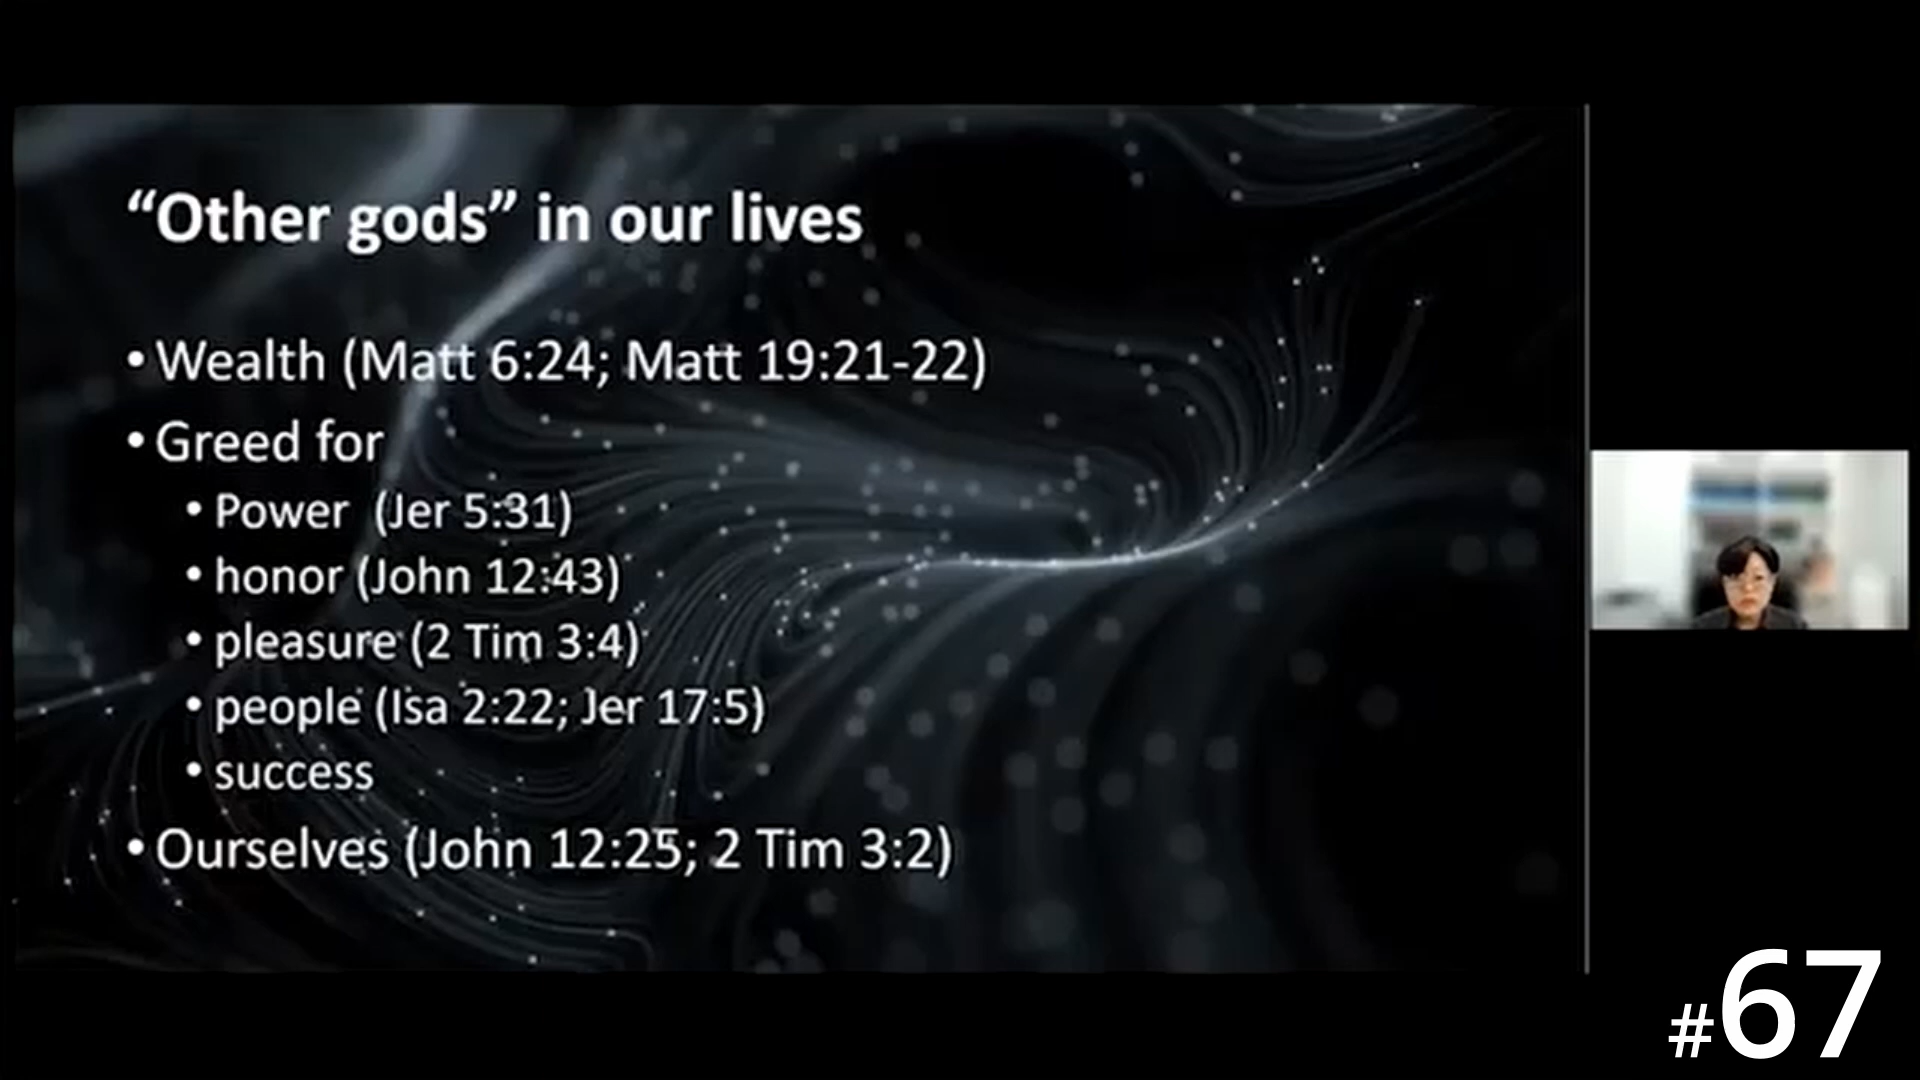 “Other gods” in our lives
• Wealth (Matt 6:24; Matt 19:21-22)
• Greed for
• Power (Jer 5:31)
• honor (John 12:43)
• pleasure (2 Tim 3:4)
• people (Isa 2:22; Jer 17:5)
• success
• Ourselves (John 12:25; 2 Tim 3:2)
#67